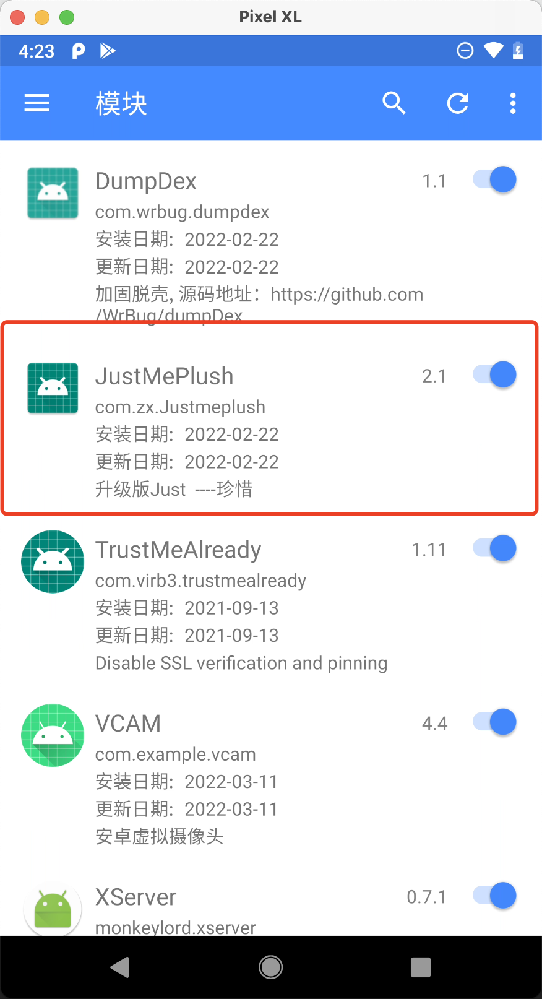 Pixel XL
4:23
模块
DumpDex 1.1
com.wrbug.dumpdex
安装日期: 2022-02-22
更新日期: 2022-02-22
加固脱壳, 源码地址：https://github.com
/WrBug/dumpDex
JustMePlush 2.1
com.zx.Justmeplush
安装日期: 2022-02-22
更新日期: 2022-02-22
升级版Just ----珍惜
TrustMeAlready 1.11
com.virb3.trustmealready
安装日期: 2021-09-13
更新日期: 2021-09-13
Disable SSL verification and pinning
VCAM 4.4
com.example.vcam
安装日期: 2022-03-11
更新日期: 2022-03-11
安卓虚拟摄像头
XServer 0.7.1
monkeylord.xserver